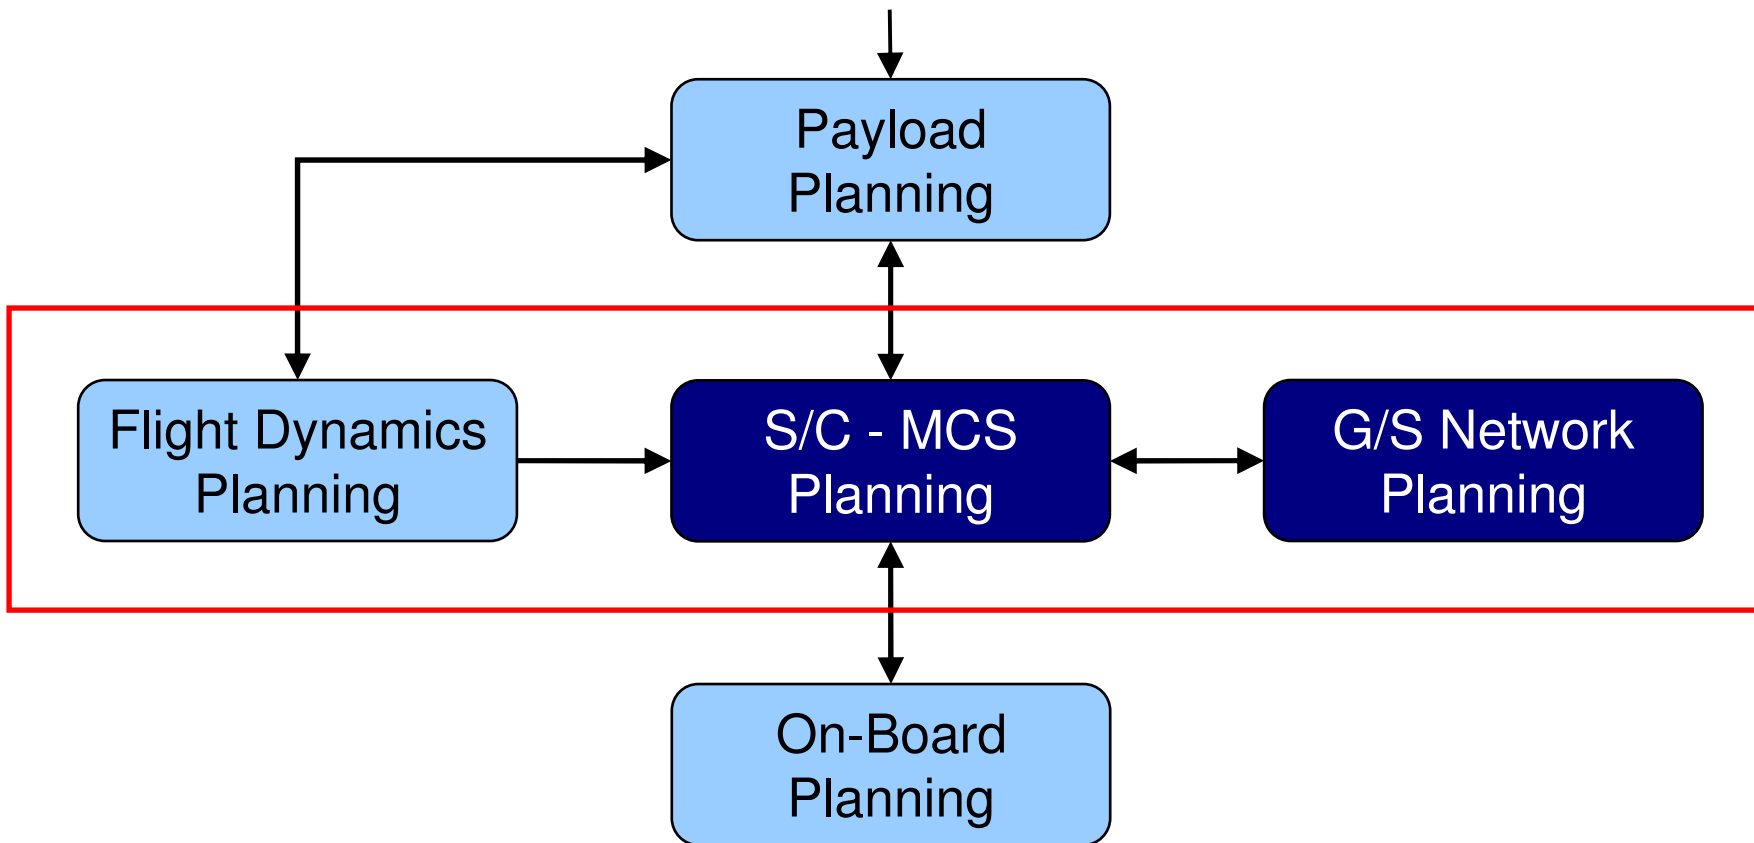 Payload
Planning
Flight Dynamics
Planning
S/C - MCS
Planning
G/S Network
Planning
On-Board
Planning